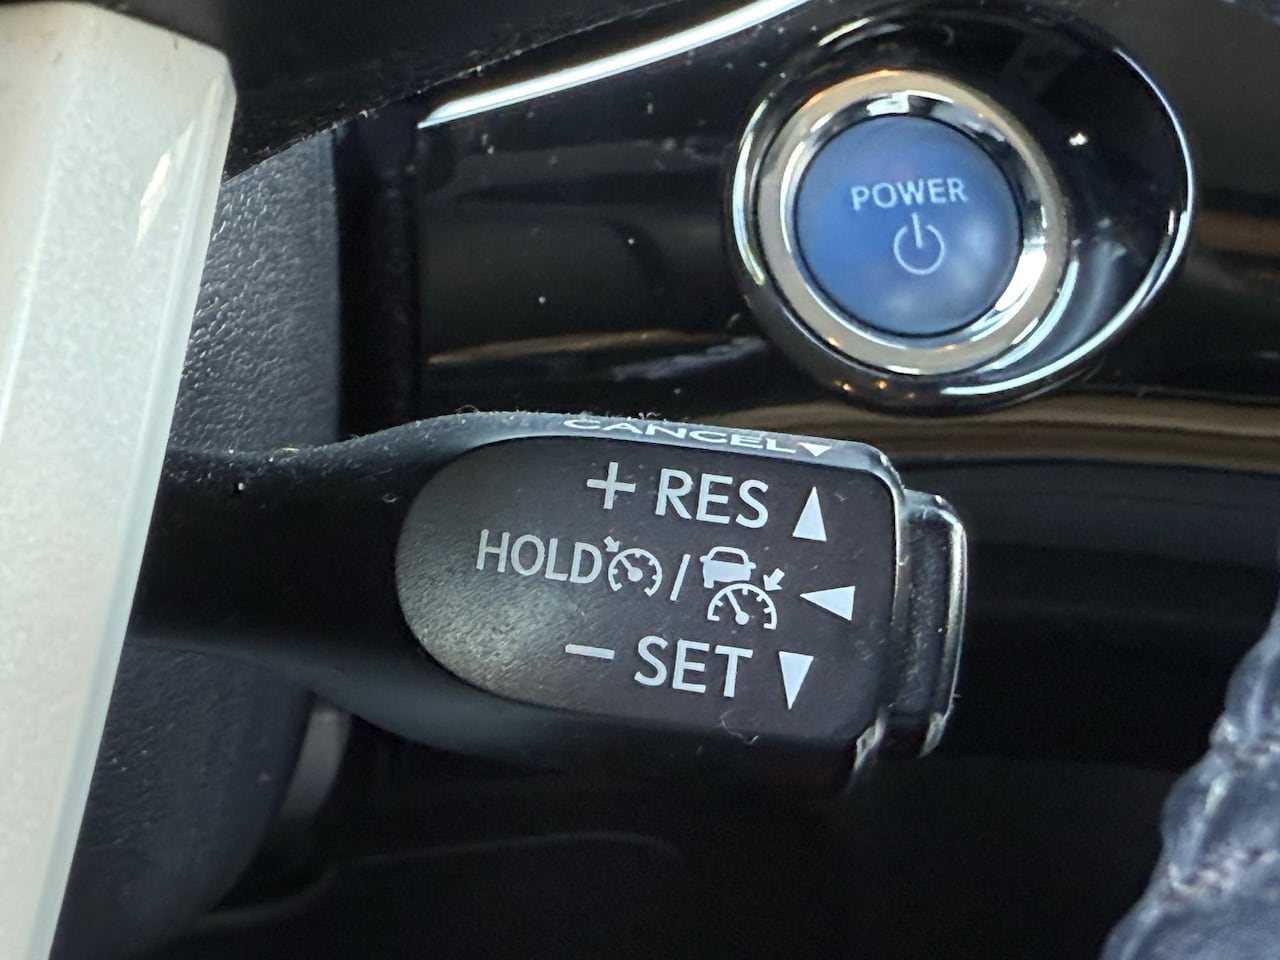 POWER
CANCEL▼
+ RES ▲
HOLD / ◀
− SET ▼